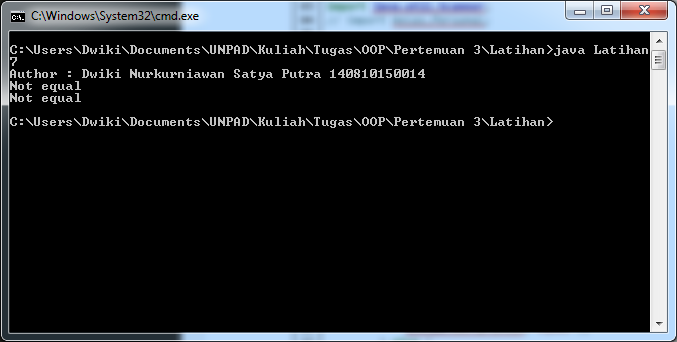 C:\Windows\System32\cmd.exe
C:\Users\Dwiki\Documents\UNPAD\Kuliah\Tugas\OOP\Pertemuan 3\Latihan>java Latihan
7
Author : Dwiki Nurkurniawan Satya Putra 140810150014
Not equal
Not equal
C:\Users\Dwiki\Documents\UNPAD\Kuliah\Tugas\OOP\Pertemuan 3\Latihan>